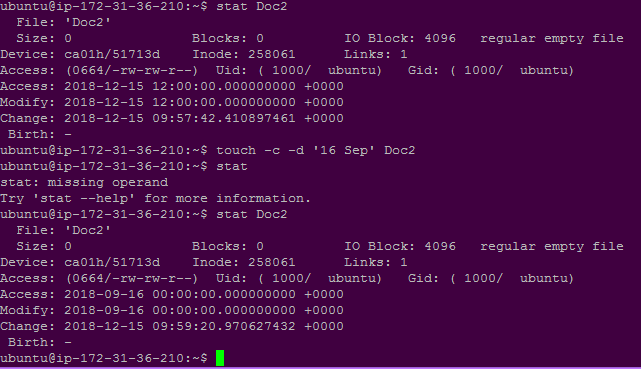 ubuntu@ip-172-31-36-210:~$ stat Doc2
  File: 'Doc2'
  Size: 0               Blocks: 0          IO Block: 4096   regular empty file
Device: ca01h/51713d    Inode: 258061      Links: 1
Access: (0664/-rw-rw-r--)  Uid: ( 1000/  ubuntu)   Gid: ( 1000/  ubuntu)
Access: 2018-12-15 12:00:00.000000000 +0000
Modify: 2018-12-15 12:00:00.000000000 +0000
Change: 2018-12-15 09:57:42.410897461 +0000
 Birth: -
ubuntu@ip-172-31-36-210:~$ touch -c -d '16 Sep' Doc2
ubuntu@ip-172-31-36-210:~$ stat
stat: missing operand
Try 'stat --help' for more information.
ubuntu@ip-172-31-36-210:~$ stat Doc2
  File: 'Doc2'
  Size: 0               Blocks: 0          IO Block: 4096   regular empty file
Device: ca01h/51713d    Inode: 258061      Links: 1
Access: (0664/-rw-rw-r--)  Uid: ( 1000/  ubuntu)   Gid: ( 1000/  ubuntu)
Access: 2018-09-16 00:00:00.000000000 +0000
Modify: 2018-09-16 00:00:00.000000000 +0000
Change: 2018-12-15 09:59:20.970627432 +0000
 Birth: -
ubuntu@ip-172-31-36-210:~$